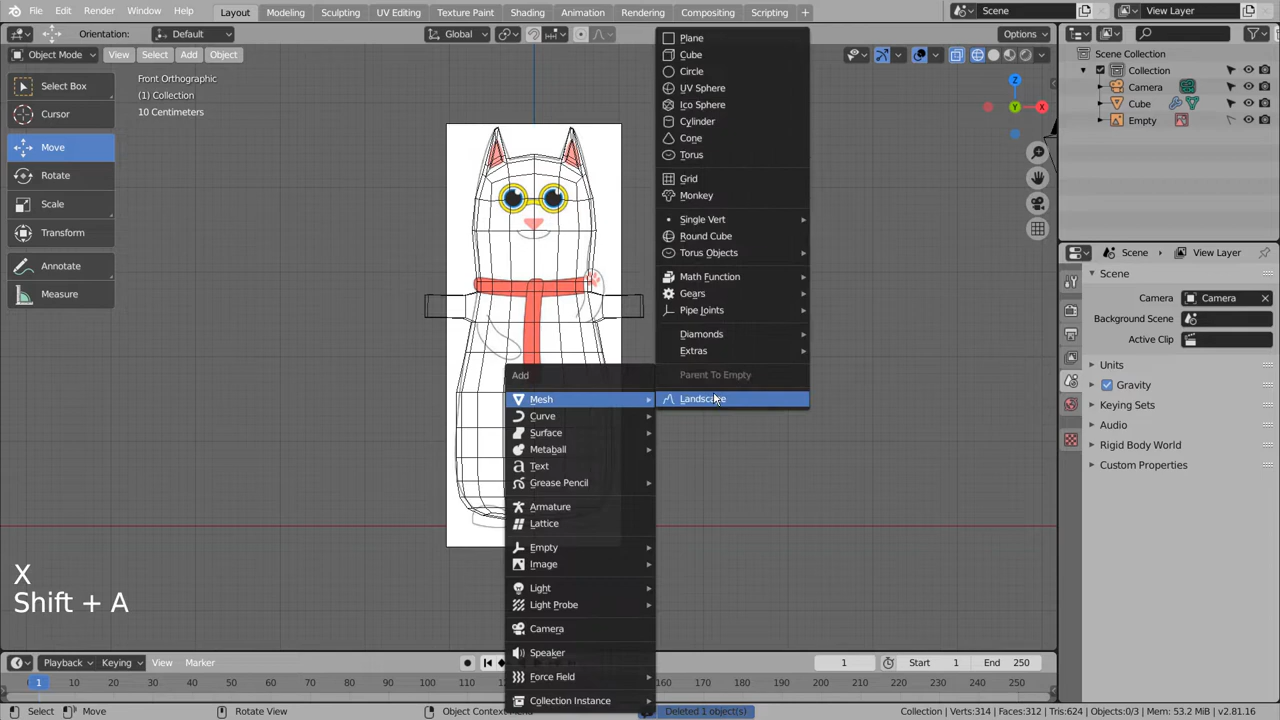 File Edit Render Window Help Layout Modeling Sculpting UV Editing Texture Paint Shading Animation Rendering Compositing Scripting + Scene View Layer
Orientation: Default Global Options
Object Mode View Select Add Object
Select Box
Cursor
Move
Rotate
Scale
Transform
Annotate
Measure
Front Orthographic
(1) Collection
10 Centimeters
Plane
Cube
Circle
UV Sphere
Ico Sphere
Cylinder
Cone
Torus
Grid
Monkey
Single Vert
Round Cube
Torus Objects
Math Function
Gears
Pipe Joints
Diamonds
Extras
Parent To Empty
Landscape
Add
Mesh
Curve
Surface
Metaball
Text
Grease Pencil
Armature
Lattice
Empty
Image
Light
Light Probe
Camera
Speaker
Force Field
Collection Instance
Z
Y
X
Scene Collection
Collection
Camera
Cube
Empty
Scene View Layer
Scene
Camera Camera
Background Scene
Active Clip
Units
Gravity
Keying Sets
Audio
Rigid Body World
Custom Properties
X
Shift + A
Playback Keying View Marker 1 Start 1 End 250
1 10 20 30 40 50 60 70 80 90 100 110 160 170 180 190 200 210 220 230 240 250
Select Move Rotate View Object Context Menu Deleted 1 object(s) Collection | Verts:314 | Faces:312 | Tris:624 | Objects:0/3 | Mem: 53.2 MiB | v2.81.16